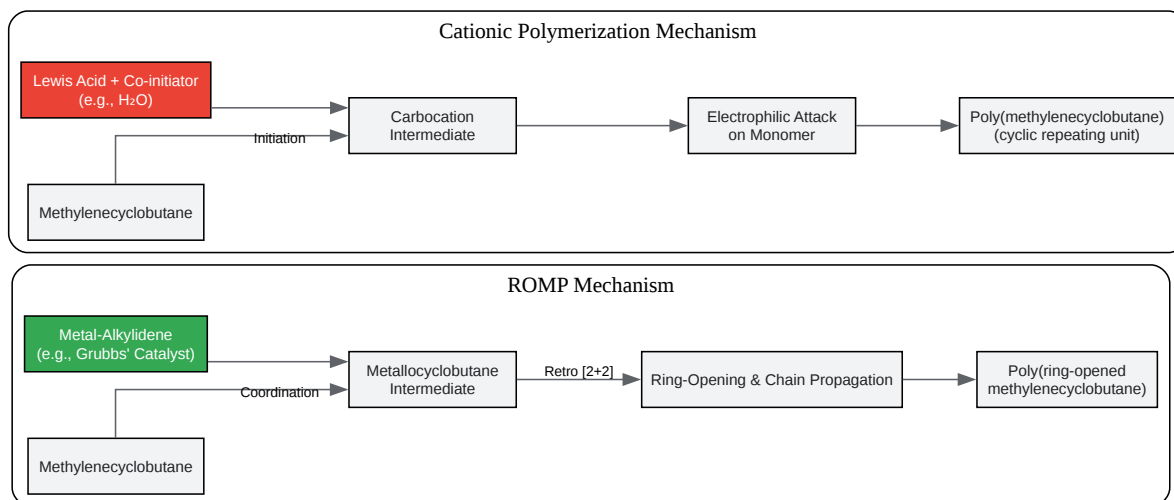 Cationic Polymerization Mechanism
Lewis Acid + Co-initiator
(e.g., H₂O)
Initiation
Methylenecyclobutane
Carbocation
Intermediate
Electrophilic Attack
on Monomer
Poly(methylenecyclobutane)
(cyclic repeating unit)
ROMP Mechanism
Metal-Alkylidene
(e.g., Grubbs' Catalyst)
Coordination
Methylenecyclobutane
Metallocyclobutane
Intermediate
Retro [2+2]
Ring-Opening & Chain Propagation
Poly(ring-opened
methylenecyclobutane)